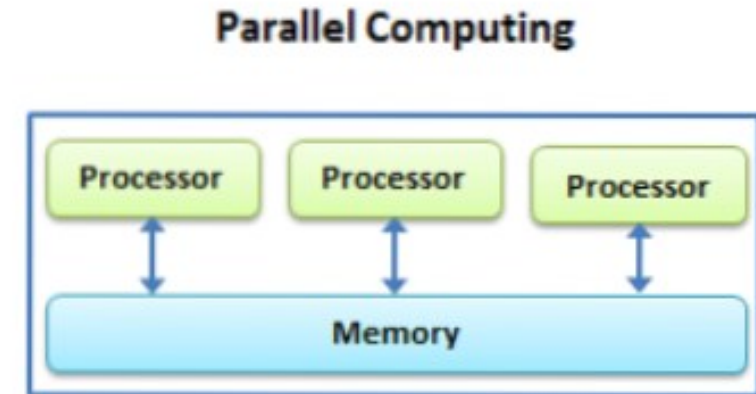 Parallel Computing
Processor
Processor
Processor
Memory